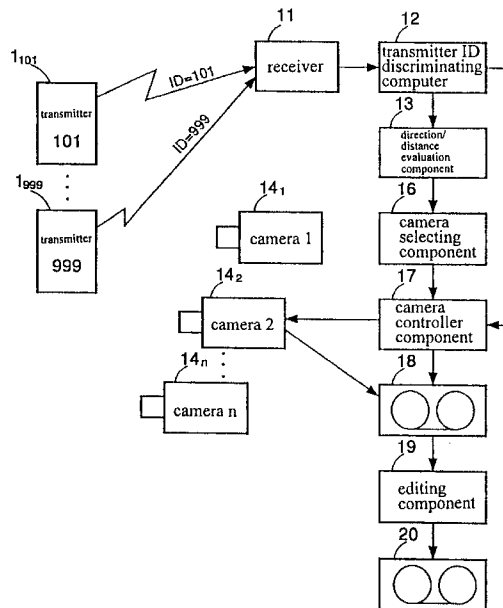 1₁₀₁
transmitter
101
1₉₉₉
transmitter
999
ID=101
ID=999
11
receiver
12
transmitter ID
discriminating
computer
13
direction/
distance
evaluation
component
14₁
camera 1
16
camera
selecting
component
14₂
camera 2
17
camera
controller
component
14ₙ
camera n
18
19
editing
component
20